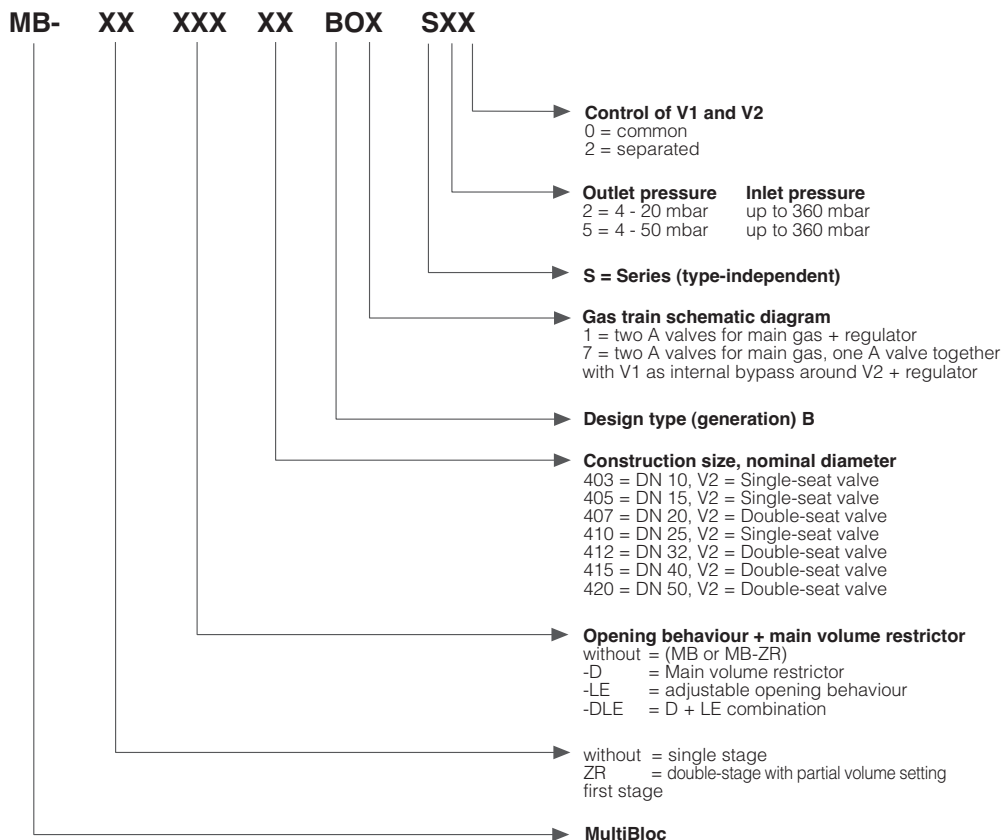 MB- XX XXX XX BOX SXX
Control of V1 and V2
0 = common
2 = separated
Outlet pressure Inlet pressure
2 = 4 - 20 mbar up to 360 mbar
5 = 4 - 50 mbar up to 360 mbar
S = Series (type-independent)
Gas train schematic diagram
1 = two A valves for main gas + regulator
7 = two A valves for main gas, one A valve together
with V1 as internal bypass around V2 + regulator
Design type (generation) B
Construction size, nominal diameter
403 = DN 10, V2 = Single-seat valve
405 = DN 15, V2 = Single-seat valve
407 = DN 20, V2 = Double-seat valve
410 = DN 25, V2 = Single-seat valve
412 = DN 32, V2 = Double-seat valve
415 = DN 40, V2 = Double-seat valve
420 = DN 50, V2 = Double-seat valve
Opening behaviour + main volume restrictor
without = (MB or MB-ZR)
-D = Main volume restrictor
-LE = adjustable opening behaviour
-DLE = D + LE combination
without = single stage
ZR = double-stage with partial volume setting
first stage
MultiBloc